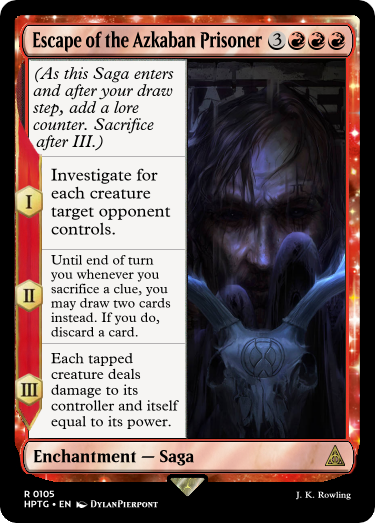 Escape of the Azkaban Prisoner 3
(As this Saga enters
and after your draw
step, add a lore
counter. Sacrifice
after III.)
I
Investigate for
each creature
target opponent
controls.
II
Until end of turn
you whenever you
sacrifice a clue, you
may draw two cards
instead. If you do,
discard a card.
III
Each tapped
creature deals
damage to its
controller and itself
equal to its power.
Enchantment — Saga
R 0105
HPTG • EN DylanPierpont
J. K. Rowling